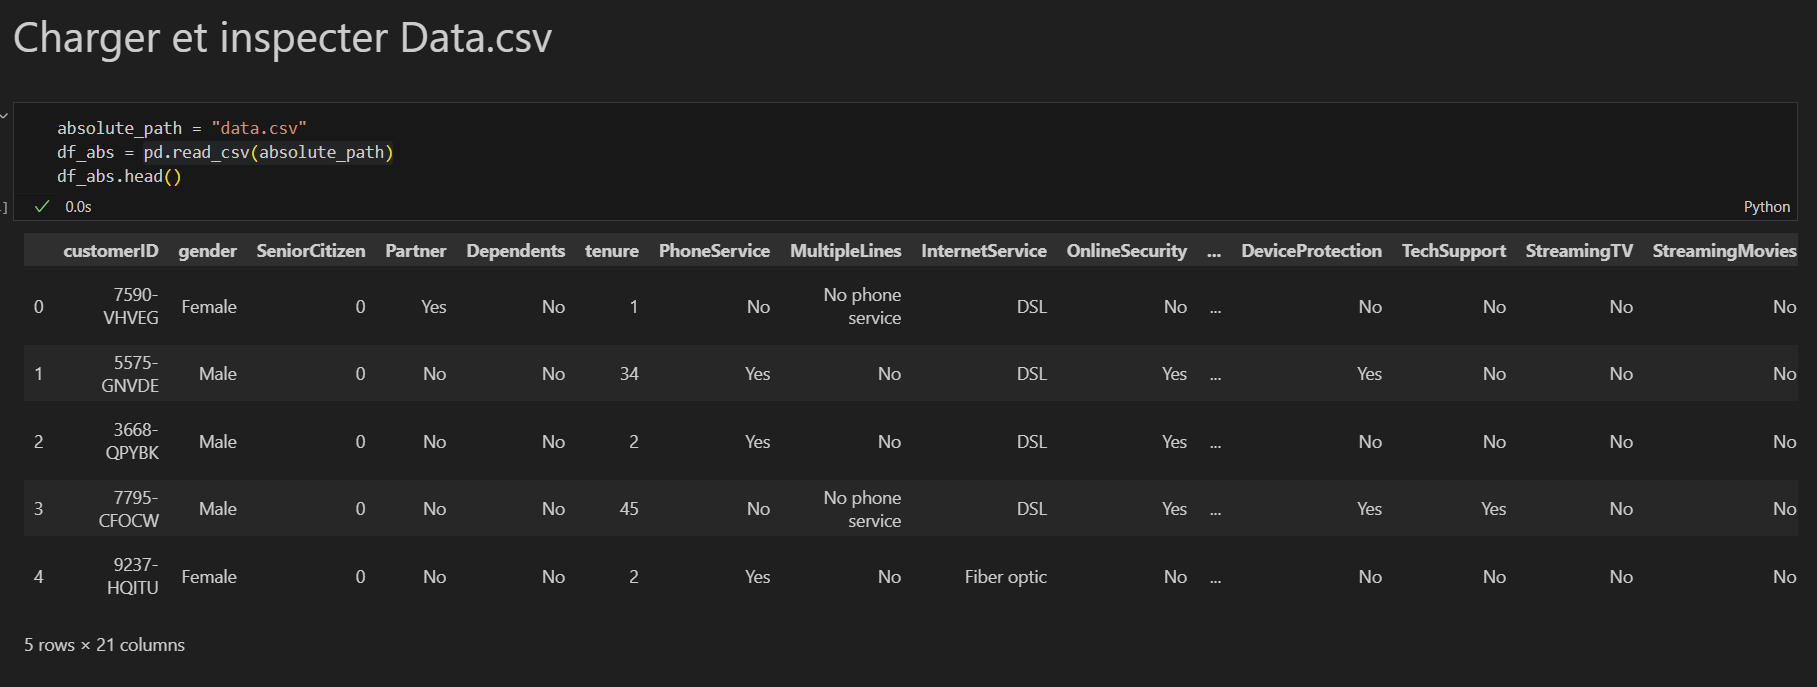 Charger et inspecter Data.csv
absolute_path = "data.csv"
df_abs = pd.read_csv(absolute_path)
df_abs.head()
] ✓ 0.0s Python
customerID gender SeniorCitizen Partner Dependents tenure PhoneService MultipleLines InternetService OnlineSecurity ... DeviceProtection TechSupport StreamingTV StreamingMovies
0 7590-VHVEG Female 0 Yes No 1 No No phone service DSL No ... No No No No
1 5575-GNVDE Male 0 No No 34 Yes No DSL Yes ... Yes No No No
2 3668-QPYBK Male 0 No No 2 Yes No DSL Yes ... No No No No
3 7795-CFOCW Male 0 No No 45 No No phone service DSL Yes ... Yes Yes No No
4 9237-HQITU Female 0 No No 2 Yes No Fiber optic No ... No No No No
5 rows × 21 columns